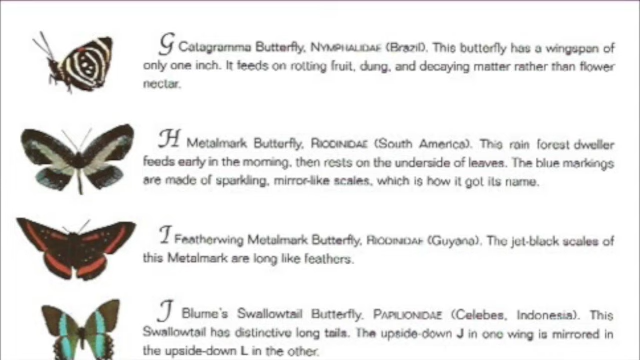 G Catagramma Butterfly, NYMPHALIDAE (Brazil). This butterfly has a wingspan of
only one inch. It feeds on rotting fruit, dung, and decaying matter rather than flower
nectar.
H Metalmark Butterfly, RIODINIDAE (South America). This rain forest dweller
feeds early in the morning, then rests on the underside of leaves. The blue markings
are made of sparkling, mirror-like scales, which is how it got its name.
I Featherwing Metalmark Butterfly, RIODINIDAE (Guyana). The jet-black scales of
this Metalmark are long like feathers.
J Blume's Swallowtail Butterfly, PAPILIONIDAE (Celebes, Indonesia). This
Swallowtail has distinctive long tails. The upside-down J in one wing is mirrored in
the upside-down L in the other.